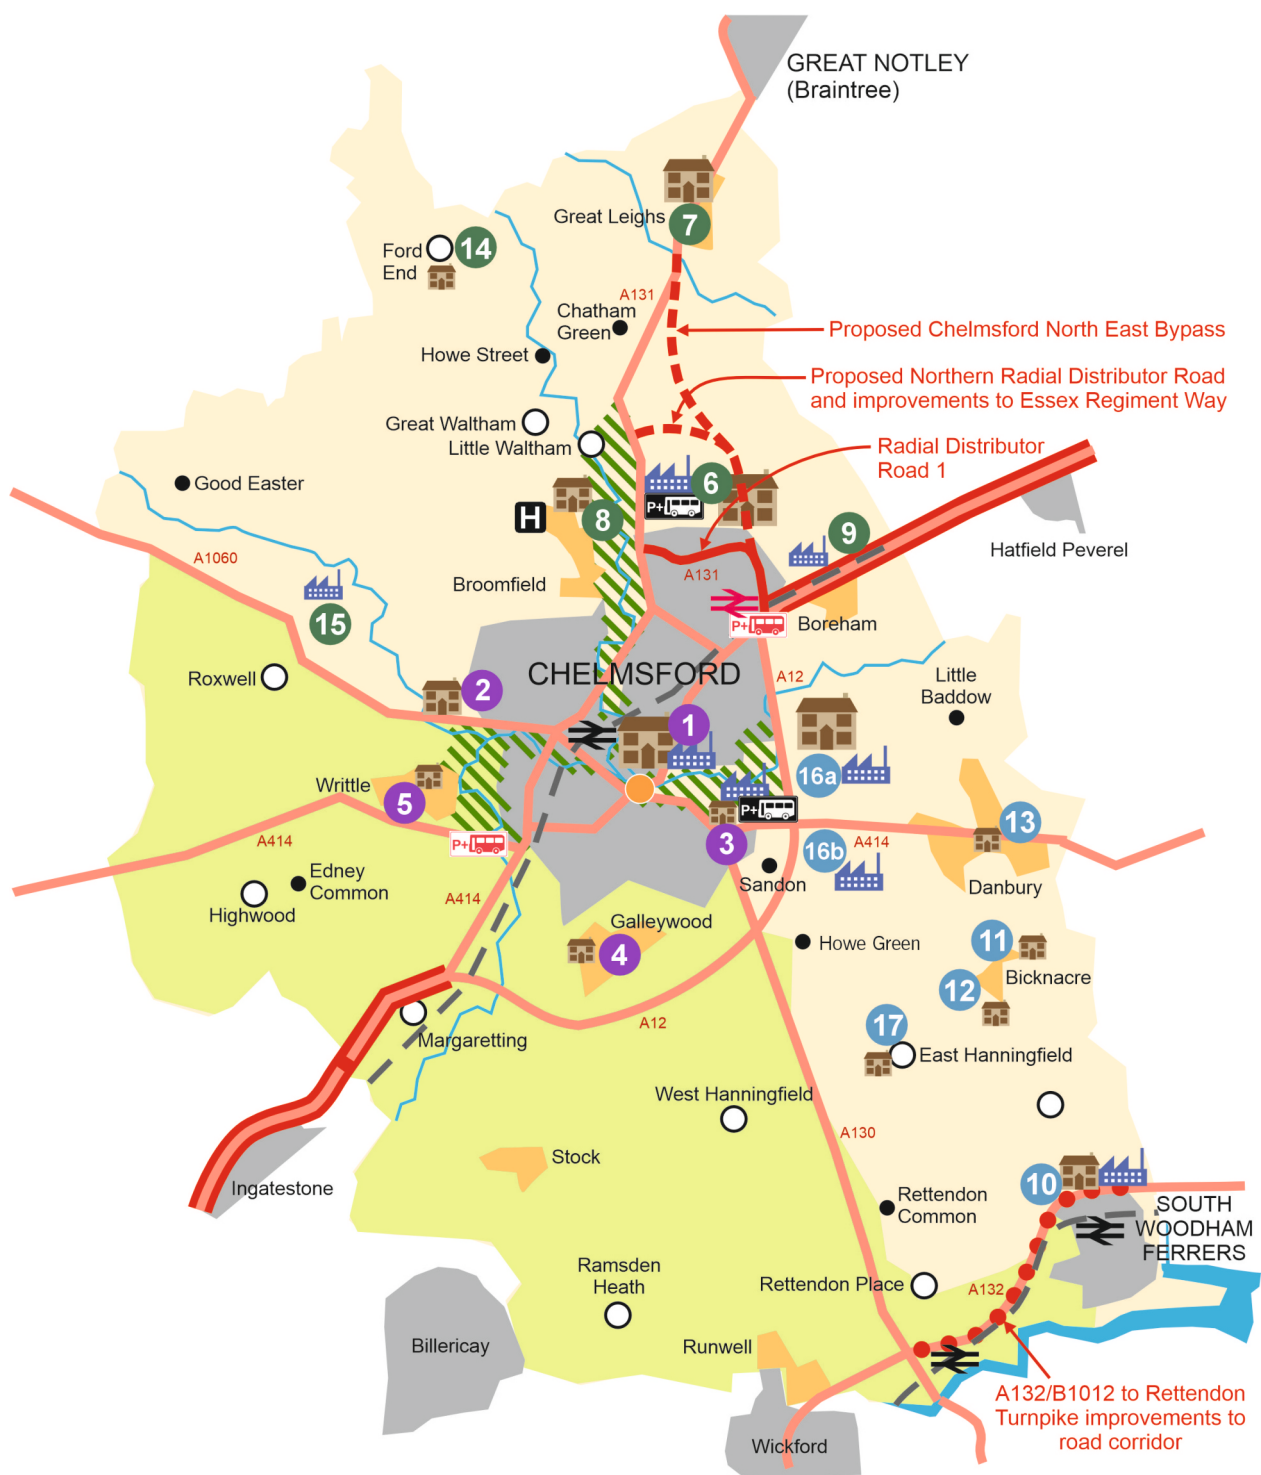 GREAT NOTLEY
(Braintree)
Great Leighs
7
Ford
End
14
A131
Chatham
Green
Howe Street
Proposed Chelmsford North East Bypass
Proposed Northern Radial Distributor Road
and improvements to Essex Regiment Way
Great Waltham
Little Waltham
Radial Distributor
Road 1
Good Easter
6
P+
H
8
9
Hatfield Peverel
A1060
A131
Broomfield
15
P+
Boreham
Roxwell
CHELMSFORD
A12
Little
Baddow
2
1
16a
Writtle
5
P+
13
A414
P+
3
16b
A414
Sandon
Danbury
Edney
Common
Highwood
A414
Galleywood
4
Howe Green
11
Bicknacre
12
A12
17
Margaretting
East Hanningfield
West Hanningfield
A130
Stock
Ingatestone
10
Rettendon
Common
SOUTH
WOODHAM
FERRERS
Ramsden
Heath
Rettendon Place
A132
Billericay
Runwell
A132/B1012 to Rettendon
Turnpike improvements to
road corridor
Wickford